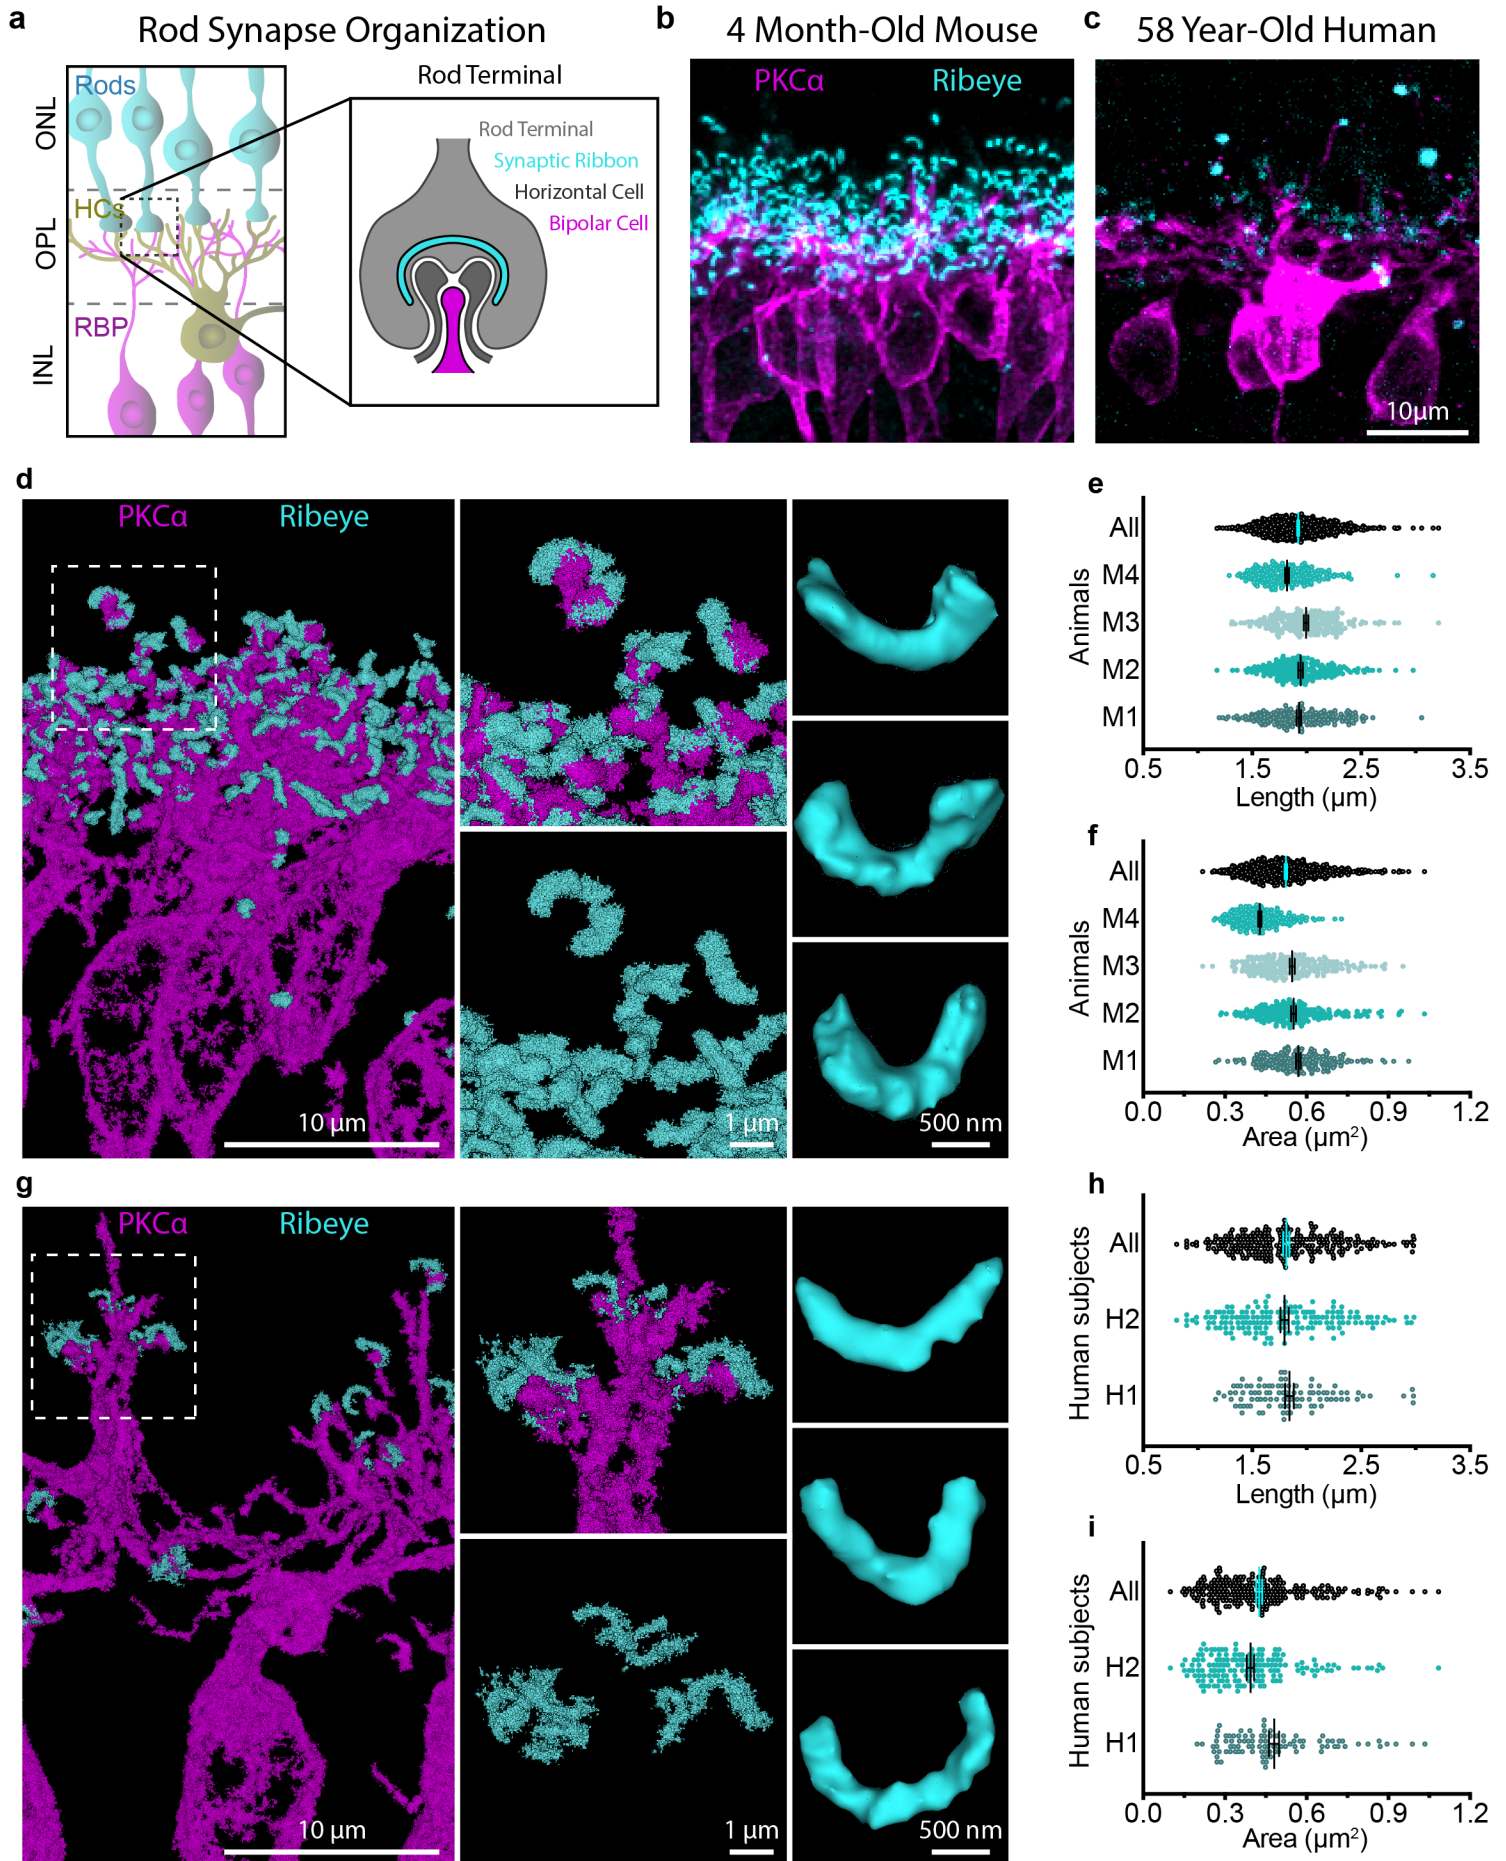 a
Rod Synapse Organization
Rod Terminal
ONL
OPL
INL
Rods
HCs
RBP
Rod Terminal
Synaptic Ribbon
Horizontal Cell
Bipolar Cell
b
4 Month-Old Mouse
PKCα
Ribeye
c
58 Year-Old Human
10μm
d
PKCα
Ribeye
10 μm
1 μm
500 nm
e
Animals
All
M4
M3
M2
M1
0.5 1.5 2.5 3.5
Length (μm)
f
Animals
All
M4
M3
M2
M1
0.0 0.3 0.6 0.9 1.2
Area (μm²)
g
PKCα
Ribeye
10 μm
1 μm
500 nm
h
Human subjects
All
H2
H1
0.5 1.5 2.5 3.5
Length (μm)
i
Human subjects
All
H2
H1
0.0 0.3 0.6 0.9 1.2
Area (μm²)